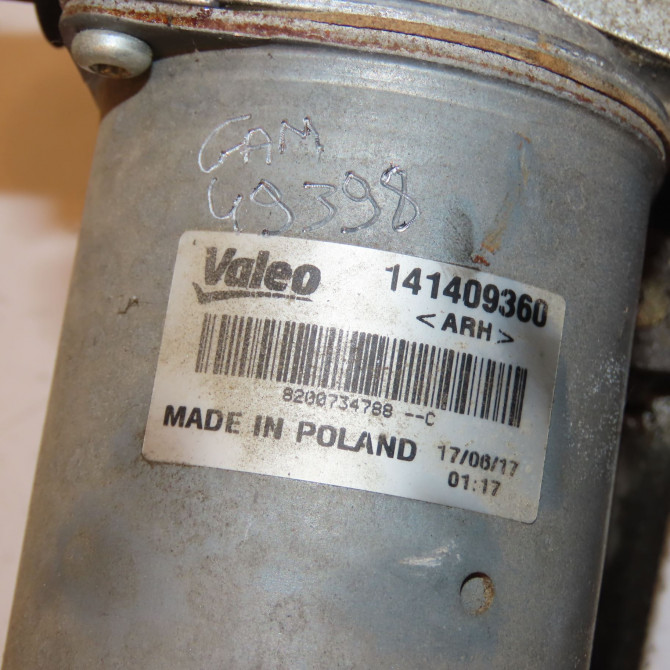 GAM
49398
Valeo 141409360
<ARH>
8200734788 --C
MADE IN POLAND 17/06/17
01:17